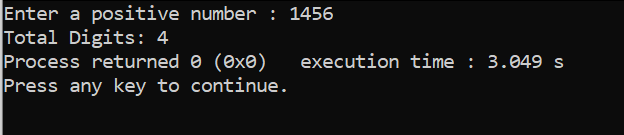 Enter a positive number : 1456
Total Digits: 4
Process returned 0 (0x0)   execution time : 3.049 s
Press any key to continue.